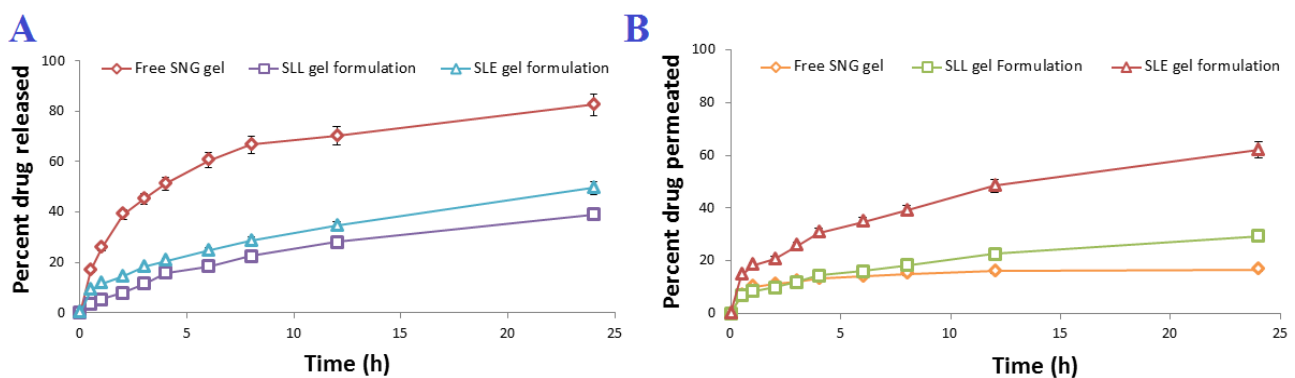 A
Free SNG gel SLL gel formulation SLE gel formulation
Percent drug released
100
80
60
40
20
0
0 5 10 15 20 25
Time (h)
B
Free SNG gel SLL gel Formulation SLE gel formulation
Percent drug permeated
100
80
60
40
20
0
0 5 10 15 20 25
Time (h)